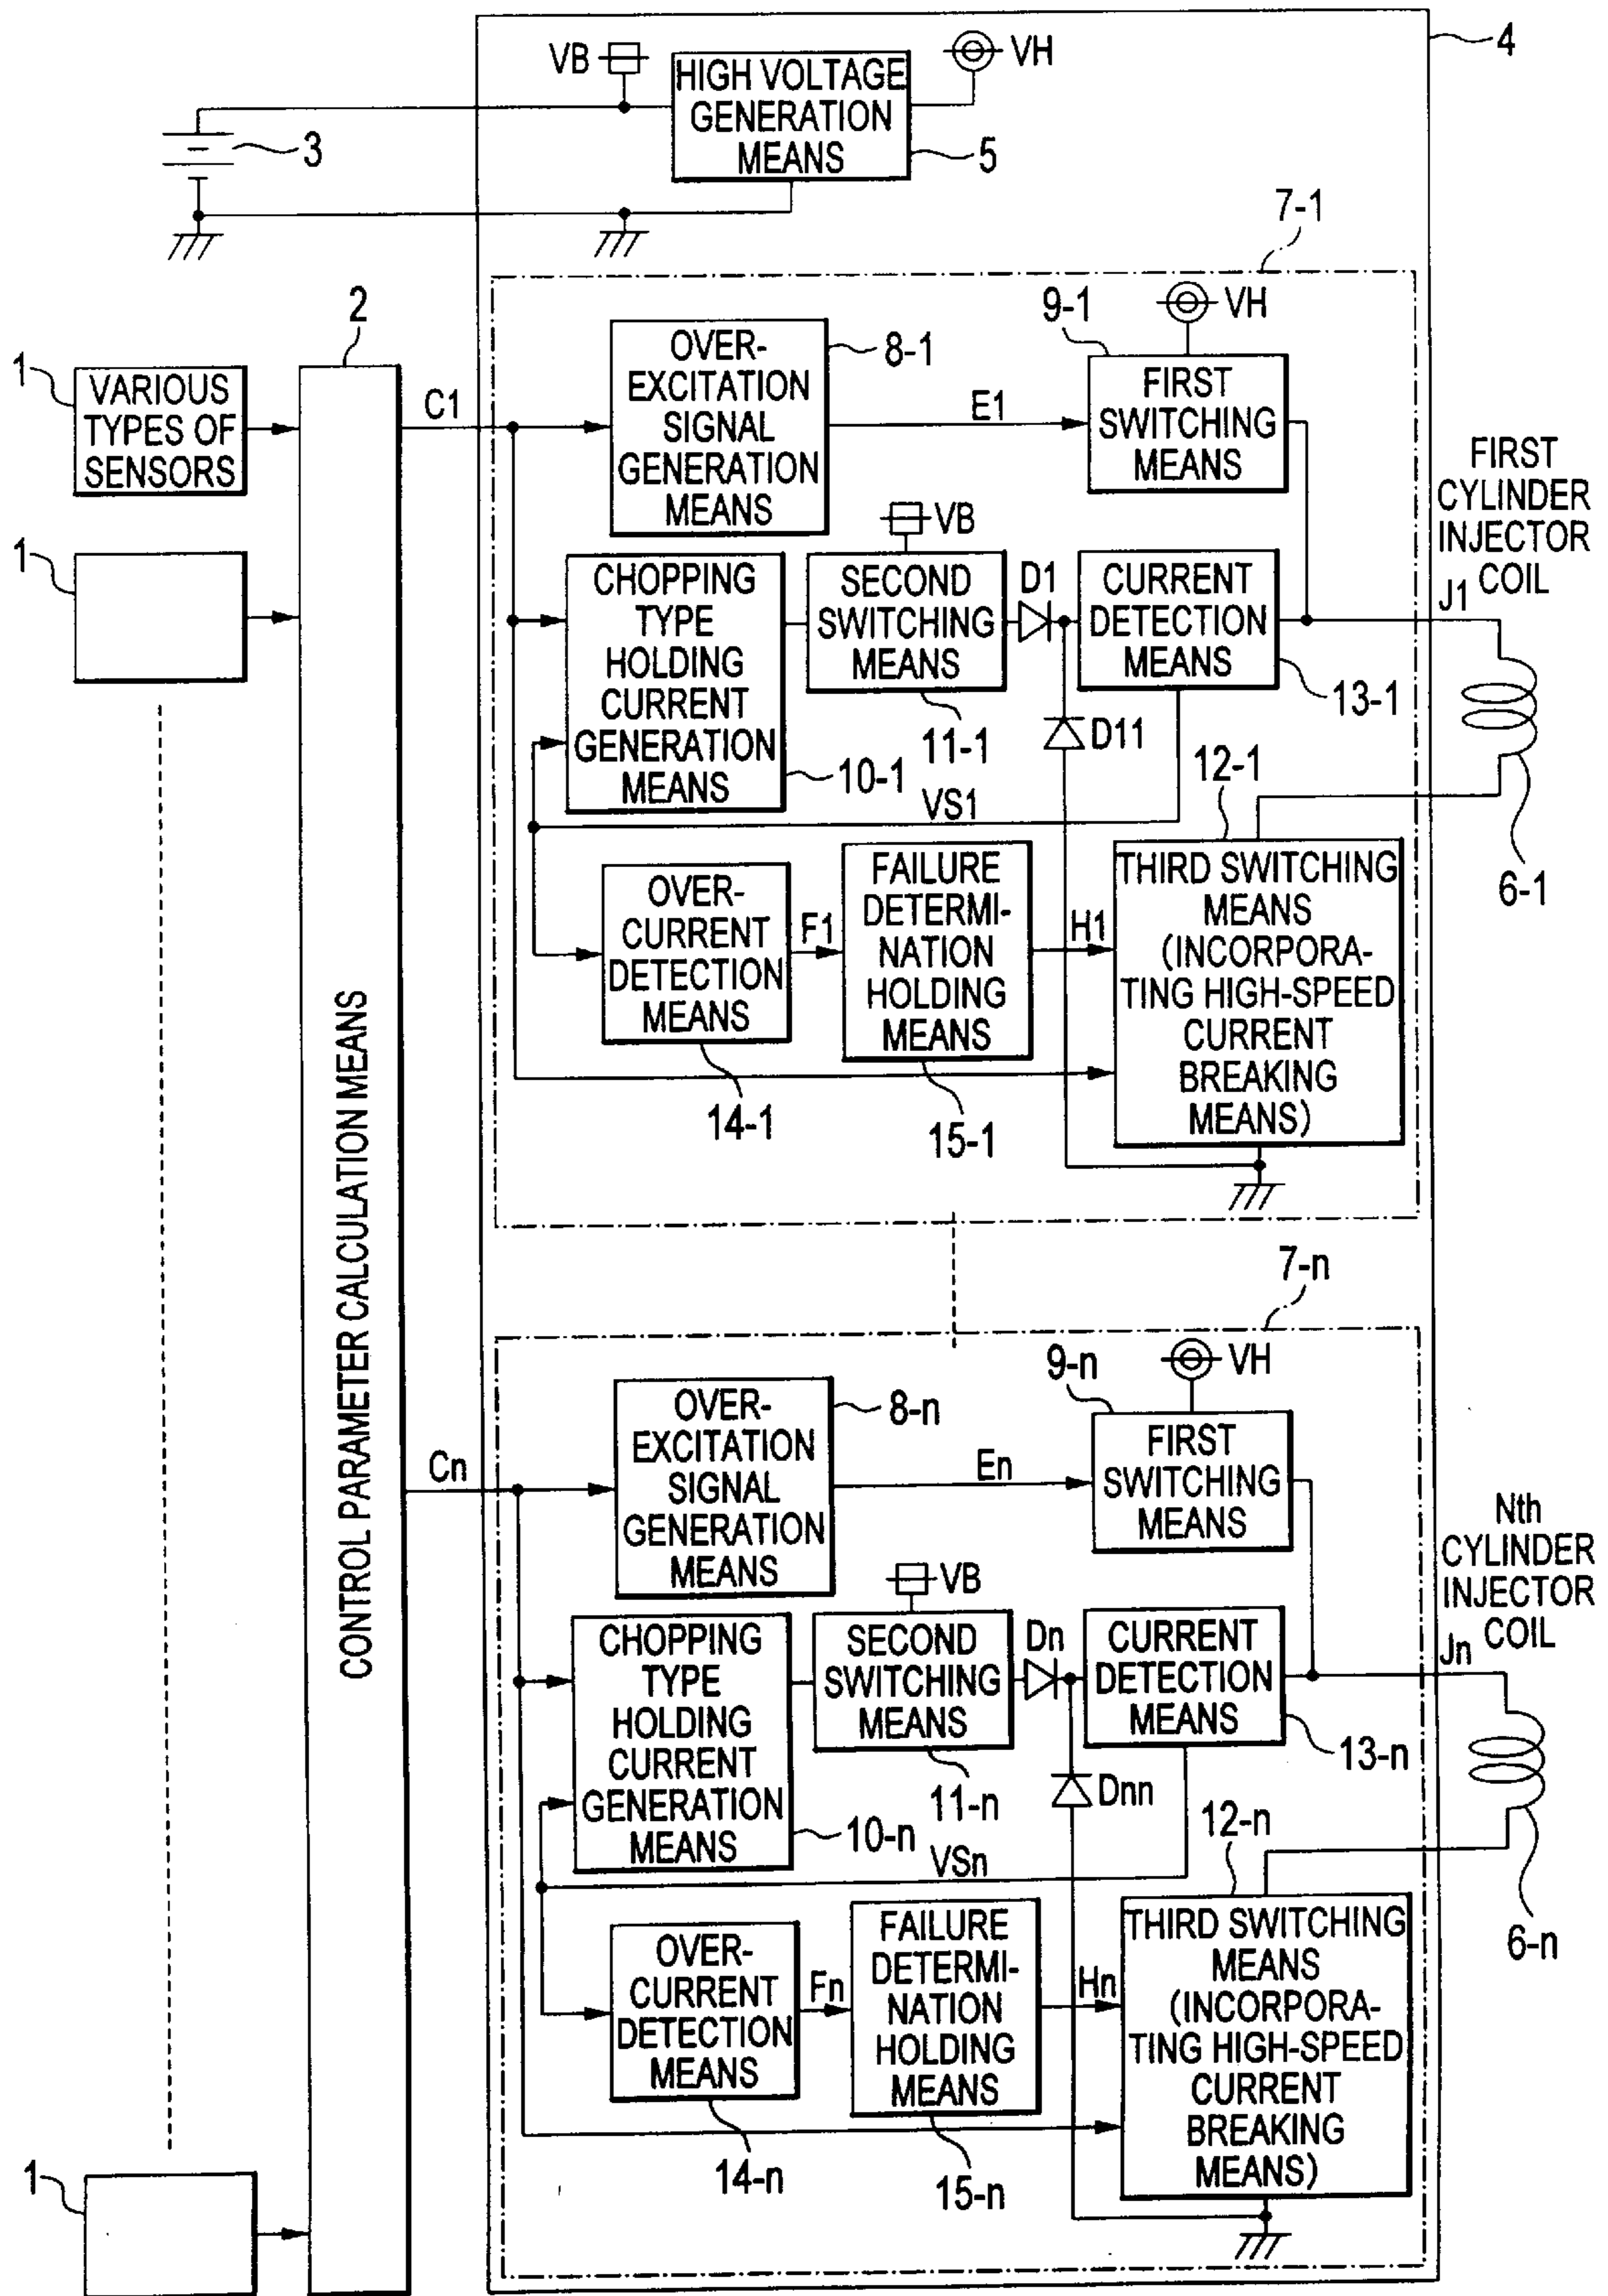 4
VB
VH
HIGH VOLTAGE
GENERATION
MEANS
3
5
7-1
2
9-1
VH
1
VARIOUS
TYPES OF
SENSORS
C1
OVER-
EXCITATION
SIGNAL
GENERATION
MEANS
8-1
E1
FIRST
SWITCHING
MEANS
FIRST
CYLINDER
INJECTOR
COIL
J1
1
VB
CHOPPING
TYPE
HOLDING
CURRENT
GENERATION
MEANS
SECOND
SWITCHING
MEANS
D1
CURRENT
DETECTION
MEANS
13-1
11-1
D11
10-1
12-1
VS1
6-1
OVER-
CURRENT
DETECTION
MEANS
F1
FAILURE
DETERMI-
NATION
HOLDING
MEANS
H1
THIRD SWITCHING
MEANS
(INCORPORA-
TING HIGH-SPEED
CURRENT
BREAKING
MEANS)
14-1
15-1
CONTROL PARAMETER CALCULATION MEANS
7-n
9-n
VH
Cn
OVER-
EXCITATION
SIGNAL
GENERATION
MEANS
8-n
En
FIRST
SWITCHING
MEANS
Nth
CYLINDER
INJECTOR
COIL
Jn
VB
CHOPPING
TYPE
HOLDING
CURRENT
GENERATION
MEANS
SECOND
SWITCHING
MEANS
Dn
CURRENT
DETECTION
MEANS
13-n
11-n
Dnn
10-n
12-n
VSn
6-n
OVER-
CURRENT
DETECTION
MEANS
Fn
FAILURE
DETERMI-
NATION
HOLDING
MEANS
Hn
THIRD SWITCHING
MEANS
(INCORPORA-
TING HIGH-SPEED
CURRENT
BREAKING
MEANS)
14-n
15-n
1